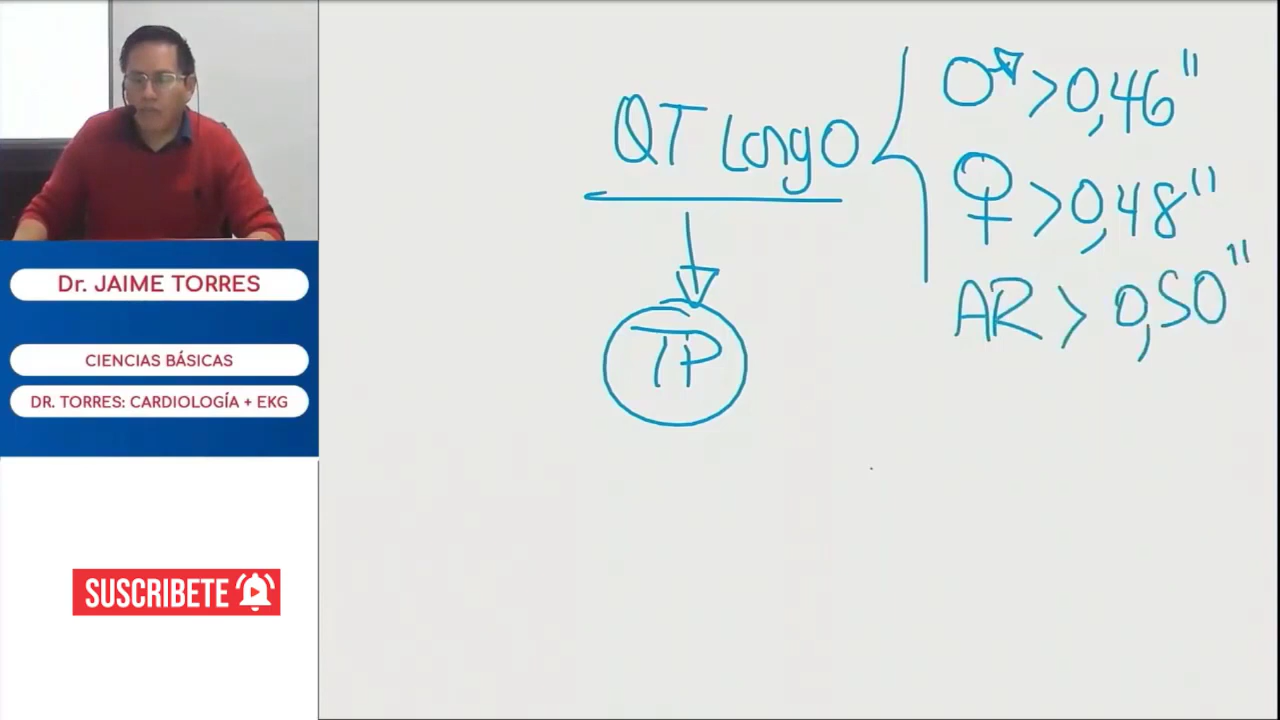 Dr. JAIME TORRES
CIENCIAS BÁSICAS
DR. TORRES: CARDIOLOGÍA + EKG
SUSCRIBETE
QT Largo
♂ > 0,46"
♀ > 0,48"
AR > 0,50"
TP